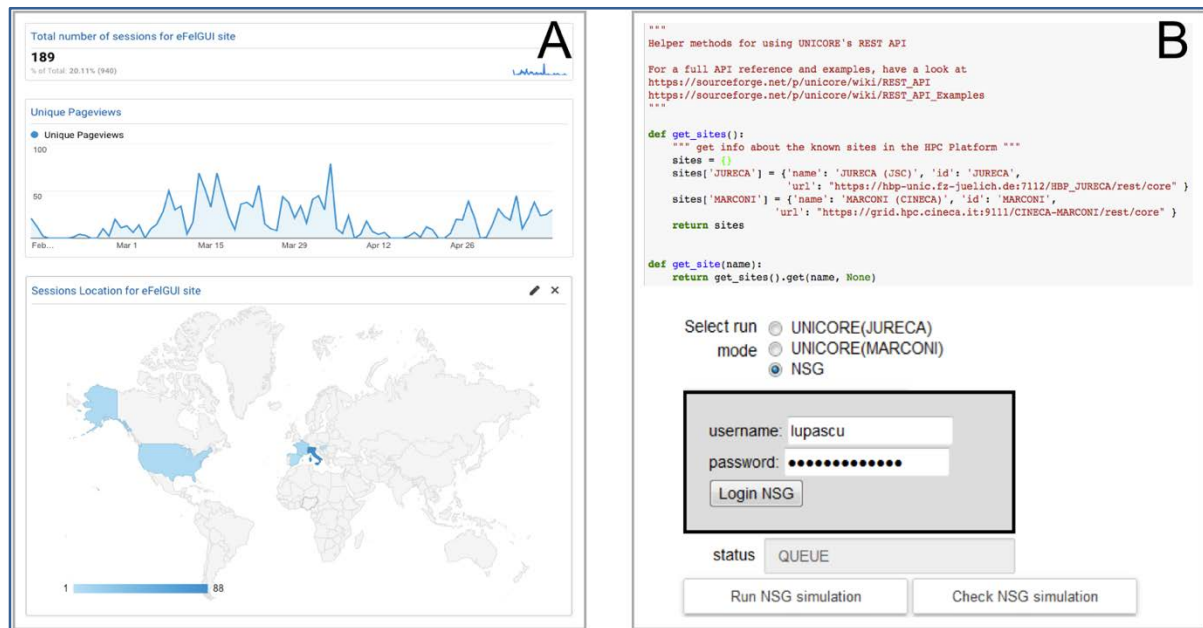 A
Total number of sessions for eFelGUI site
189
% of Total: 20.11% (940)
Unique Pageviews
Unique Pageviews
100
50
Feb... Mar 1 Mar 15 Mar 29 Apr 12 Apr 26
Sessions Location for eFelGUI site
1 88
B
"""
Helper methods for using UNICORE's REST API
For a full API reference and examples, have a look at
https://sourceforge.net/p/unicore/wiki/REST_API
https://sourceforge.net/p/unicore/wiki/REST_API_Examples
"""
def get_sites():
""" get info about the known sites in the HPC Platform """
sites = {}
sites['JURECA'] = {'name': 'JURECA (JSC)', 'id': 'JURECA',
'url': "https://hbp-unic.fz-juelich.de:7112/HBP_JURECA/rest/core" }
sites['MARCONI'] = {'name': 'MARCONI (CINECA)', 'id': 'MARCONI',
'url': "https://grid.hpc.cineca.it:9111/CINECA-MARCONI/rest/core" }
return sites
def get_site(name):
return get_sites().get(name, None)
Select run mode
UNICORE(JURECA)
UNICORE(MARCONI)
NSG
username: lupascu
password: •••••••••••••
Login NSG
status QUEUE
Run NSG simulation Check NSG simulation